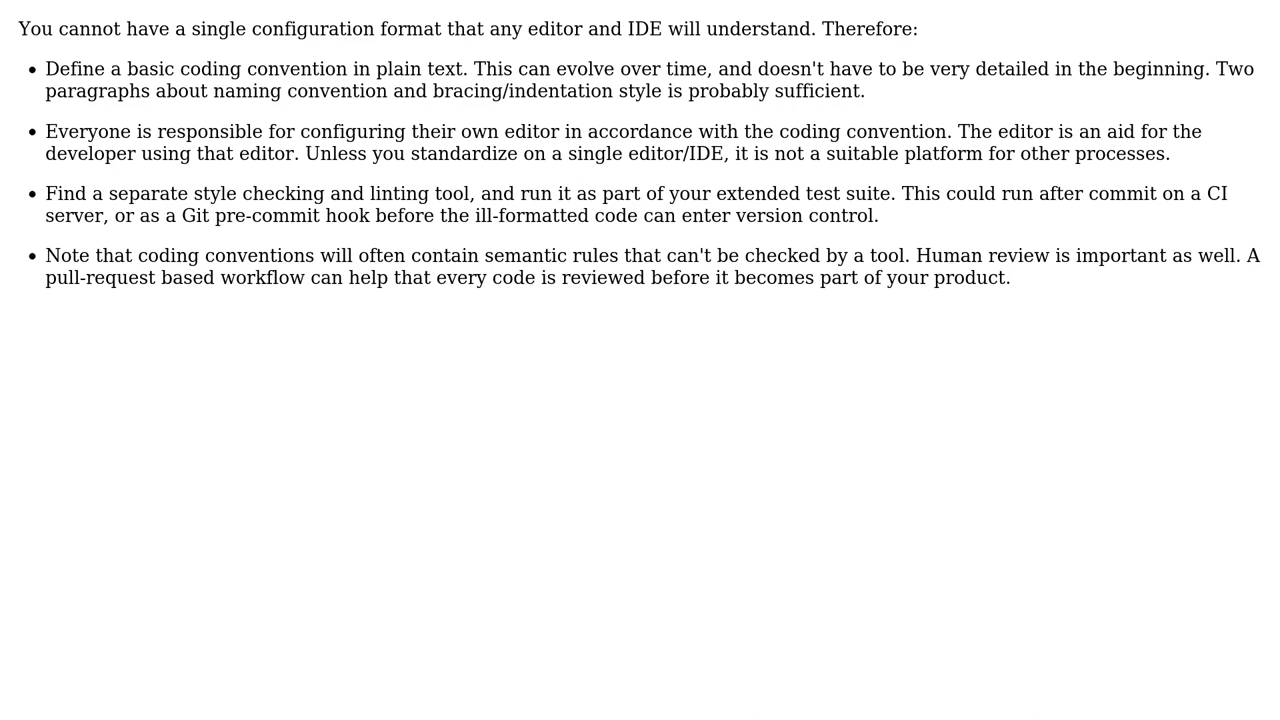 You cannot have a single configuration format that any editor and IDE will understand. Therefore:
• Define a basic coding convention in plain text. This can evolve over time, and doesn't have to be very detailed in the beginning. Two
paragraphs about naming convention and bracing/indentation style is probably sufficient.
• Everyone is responsible for configuring their own editor in accordance with the coding convention. The editor is an aid for the
developer using that editor. Unless you standardize on a single editor/IDE, it is not a suitable platform for other processes.
• Find a separate style checking and linting tool, and run it as part of your extended test suite. This could run after commit on a CI
server, or as a Git pre-commit hook before the ill-formatted code can enter version control.
• Note that coding conventions will often contain semantic rules that can't be checked by a tool. Human review is important as well. A
pull-request based workflow can help that every code is reviewed before it becomes part of your product.